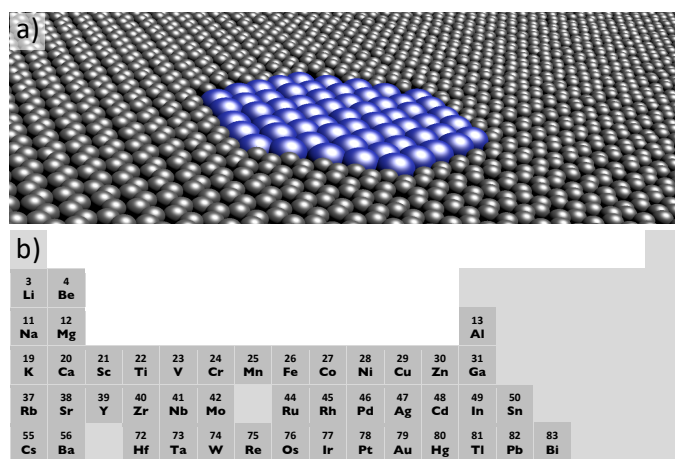 a)
b)
3 4
Li Be
11 12 13
Na Mg Al
19 20 21 22 23 24 25 26 27 28 29 30 31
K Ca Sc Ti V Cr Mn Fe Co Ni Cu Zn Ga
37 38 39 40 41 42 44 45 46 47 48 49 50
Rb Sr Y Zr Nb Mo Ru Rh Pd Ag Cd In Sn
55 56 72 73 74 75 76 77 78 79 80 81 82 83
Cs Ba Hf Ta W Re Os Ir Pt Au Hg Tl Pb Bi